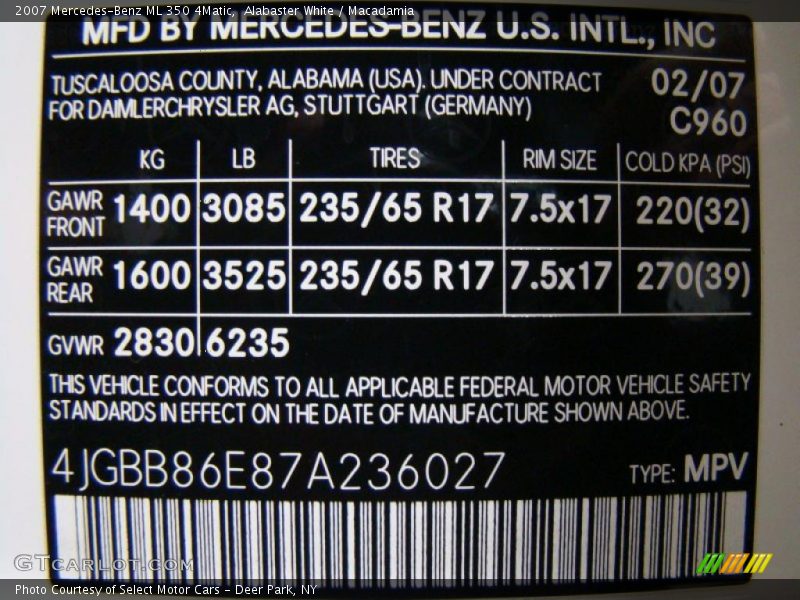 2007 Mercedes-Benz ML 350 4Matic,  Alabaster White / Macadamia
MFD BY MERCEDES-BENZ U.S. INTL., INC
TUSCALOOSA COUNTY, ALABAMA (USA). UNDER CONTRACT 02/07
FOR DAIMLERCHRYSLER AG, STUTTGART (GERMANY) C960
KG LB TIRES RIM SIZE COLD KPA (PSI)
GAWR FRONT 1400 3085 235/65 R17 7.5x17 220(32)
GAWR REAR 1600 3525 235/65 R17 7.5x17 270(39)
GVWR 2830 6235
THIS VEHICLE CONFORMS TO ALL APPLICABLE FEDERAL MOTOR VEHICLE SAFETY
STANDARDS IN EFFECT ON THE DATE OF MANUFACTURE SHOWN ABOVE.
4JGBB86E87A236027 TYPE: MPV
GTCARLOT.COM
Photo Courtesy of Select Motor Cars - Deer Park, NY